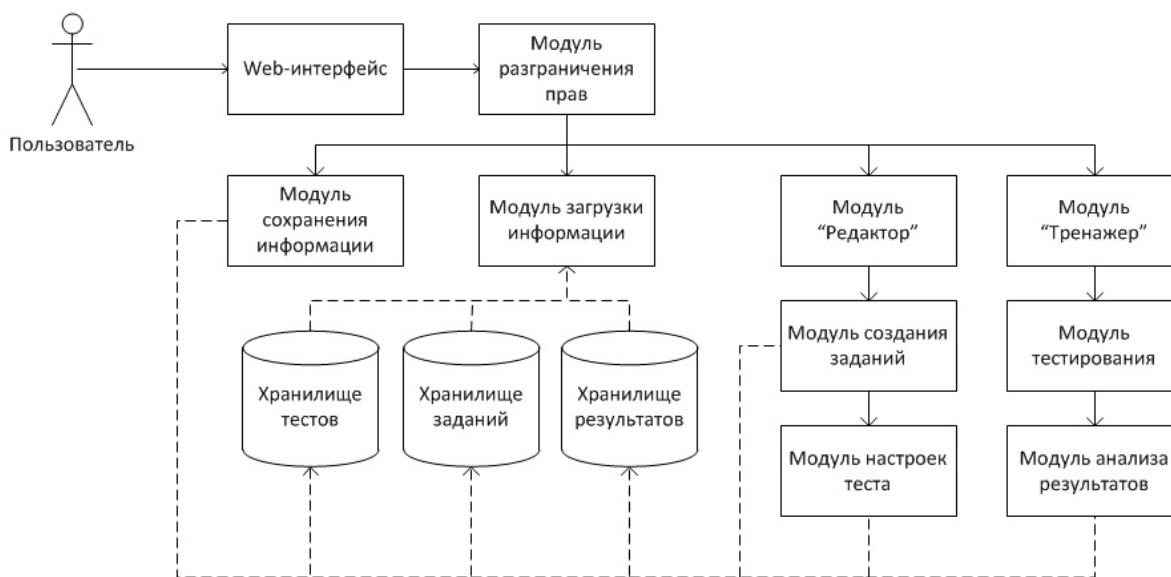 Пользователь
Web-интерфейс
Модуль
разграничения
прав
Модуль
сохранения
информации
Модуль загрузки
информации
Модуль
“Редактор”
Модуль
“Тренажер”
Хранилище
тестов
Хранилище
заданий
Хранилище
результатов
Модуль создания
заданий
Модуль
тестирования
Модуль настроек
теста
Модуль анализа
результатов